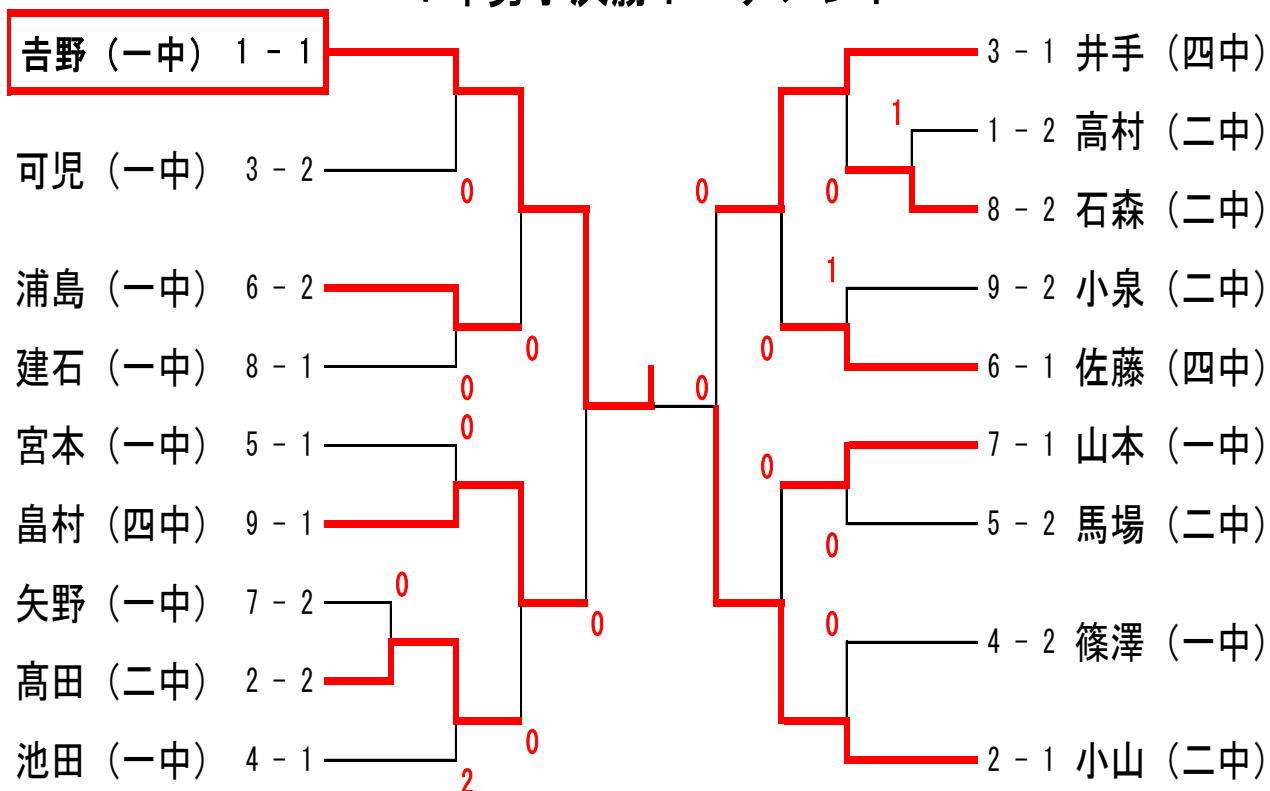 吉野（一中） 1 - 1
可児（一中） 3 - 2
浦島（一中） 6 - 2
建石（一中） 8 - 1
宮本（一中） 5 - 1
畠村（四中） 9 - 1
矢野（一中） 7 - 2
髙田（二中） 2 - 2
池田（一中） 4 - 1
0
0
0
0
0
0
0
2
0
0
0
1
0
1
0
0
0
0
3 - 1 井手（四中）
1 - 2 高村（二中）
8 - 2 石森（二中）
9 - 2 小泉（二中）
6 - 1 佐藤（四中）
7 - 1 山本（一中）
5 - 2 馬場（二中）
4 - 2 篠澤（一中）
2 - 1 小山（二中）